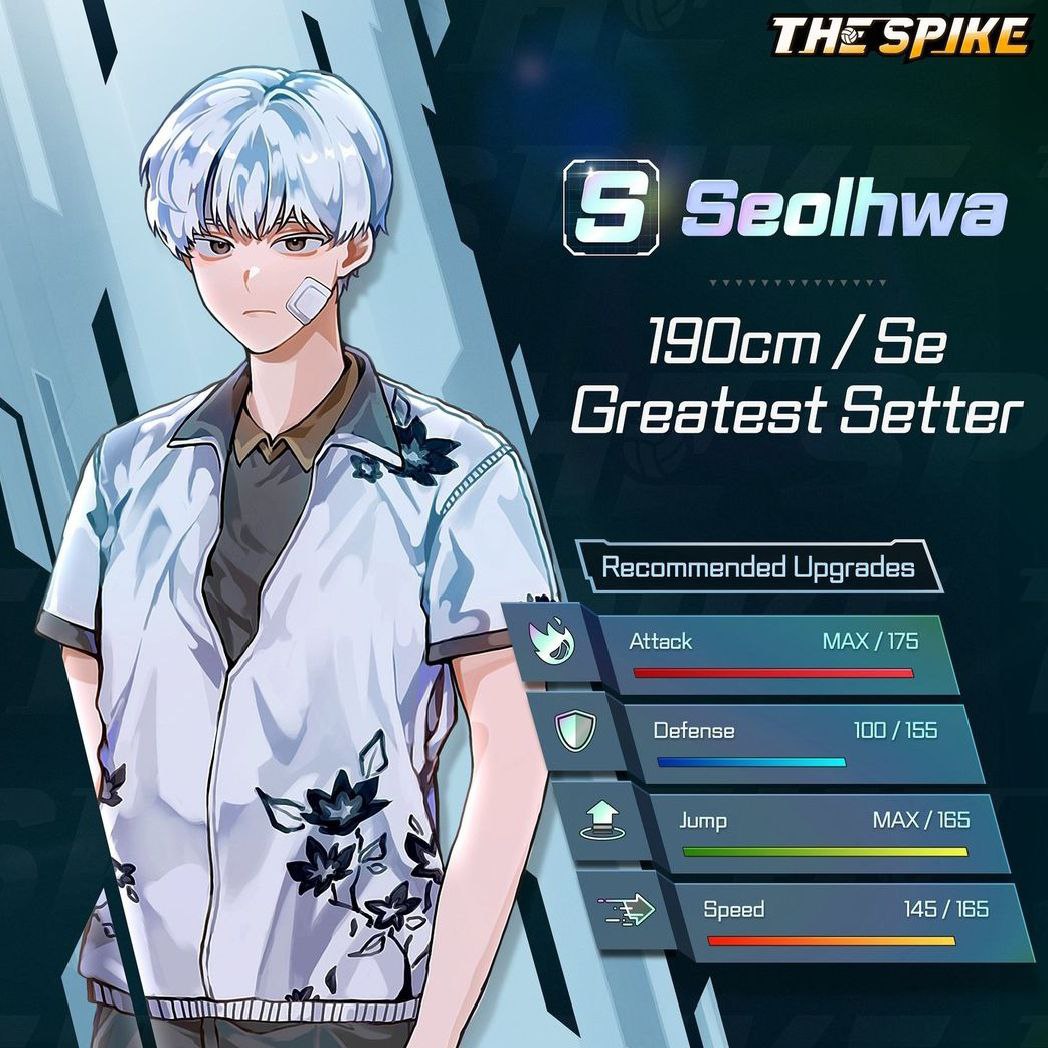 THE SPIKE
S Seolhwa
190cm / Se
Greatest Setter
Recommended Upgrades
Attack MAX / 175
Defense 100 / 155
Jump MAX / 165
Speed 145 / 165